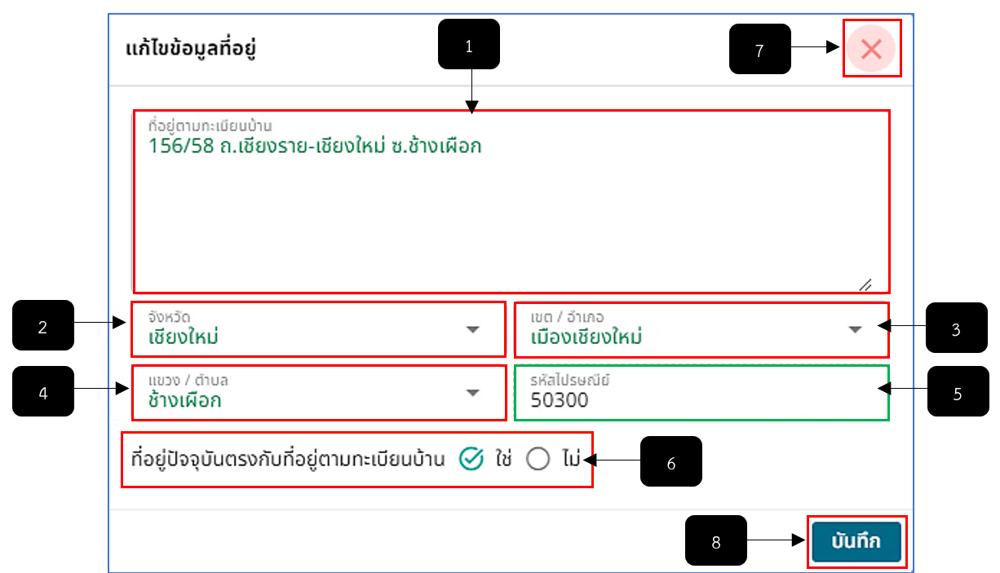 แก้ไขข้อมูลที่อยู่
1
7
ที่อยู่ตามทะเบียนบ้าน
156/58 ถ.เชียงราย-เชียงใหม่ ซ.ช้างเผือก
2
จังหวัด
เชียงใหม่
เขต / อำเภอ
เมืองเชียงใหม่
3
4
แขวง / ตำบล
ช้างเผือก
รหัสไปรษณีย์
50300
5
ที่อยู่ปัจจุบันตรงกับที่อยู่ตามทะเบียนบ้าน ใช่ ไม่
6
8
บันทึก